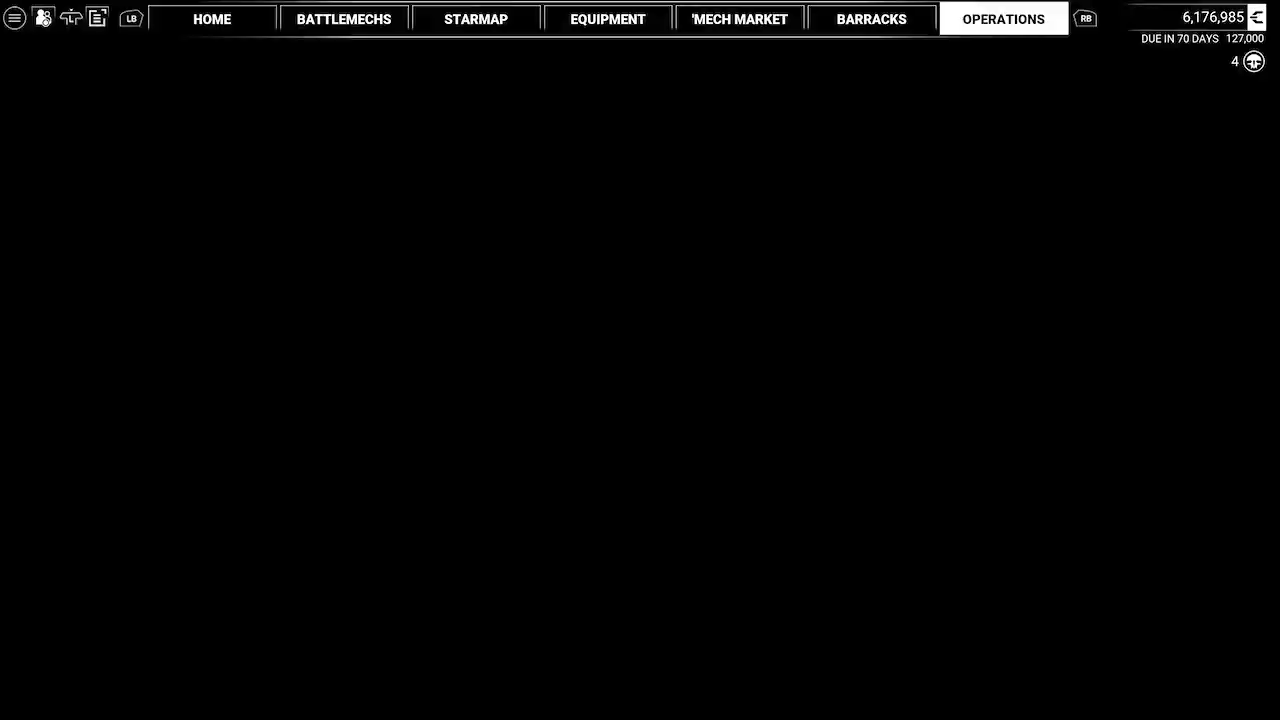 LB HOME BATTLEMECHS STARMAP EQUIPMENT 'MECH MARKET BARRACKS OPERATIONS RB 6,176,985
DUE IN 70 DAYS 127,000
4